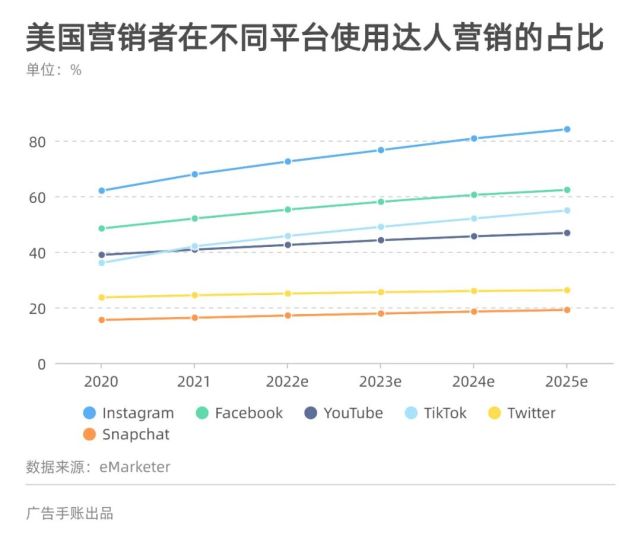 美国营销者在不同平台使用达人营销的占比
单位：%
80
60
40
20
0
2020 2021 2022e 2023e 2024e 2025e
Instagram Facebook YouTube TikTok Twitter
Snapchat
数据来源：eMarketer
广告手账出品